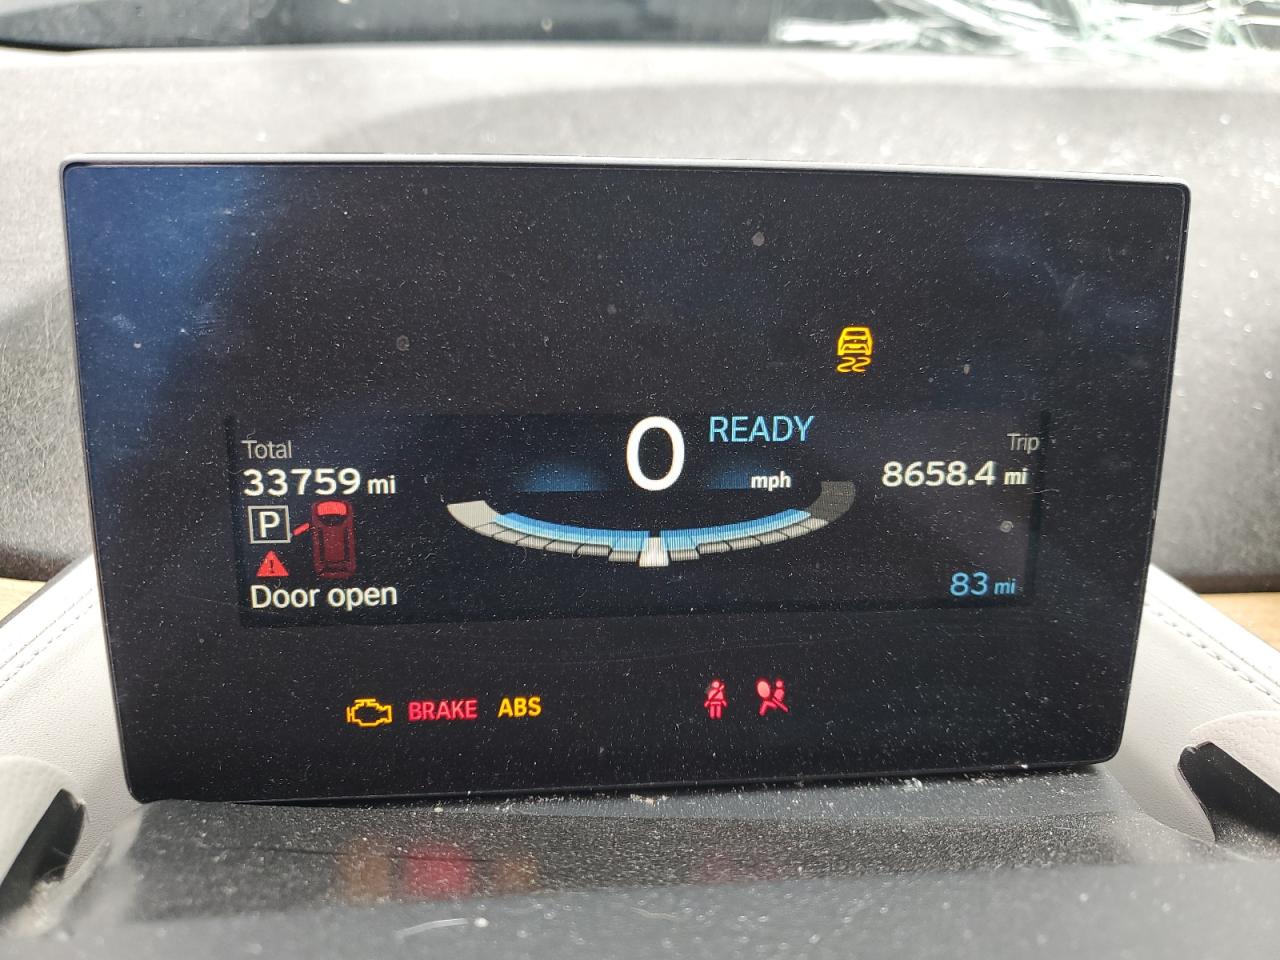 0 READY
mph
Total
33759 mi
P
Door open
Trip
8658.4 mi
83 mi
BRAKE ABS